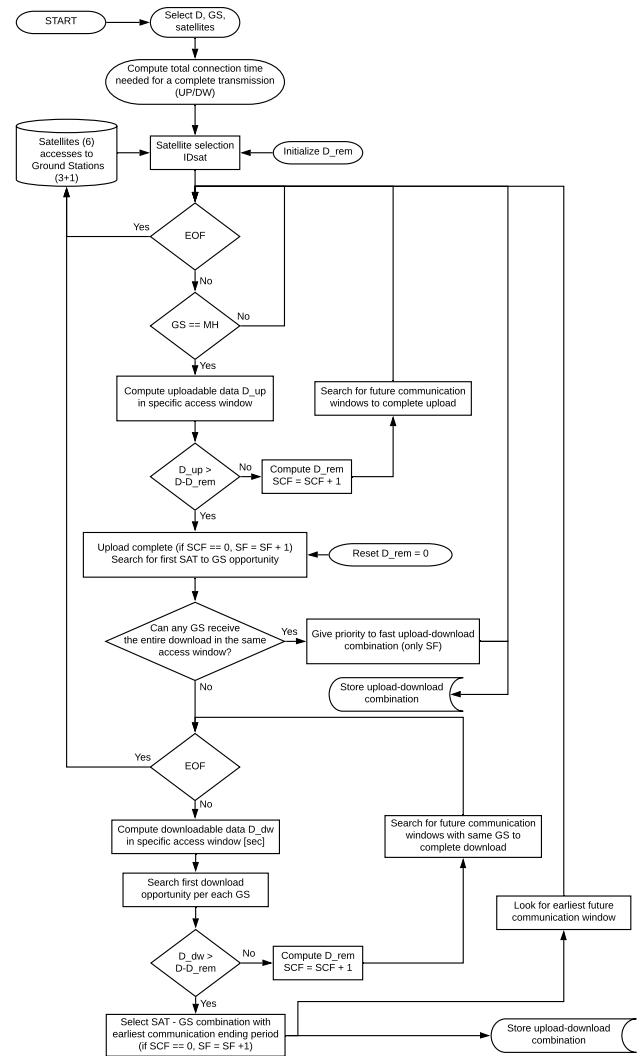 START
Select D, GS,
satellites
Compute total connection time
needed for a complete transmission
(UP/DW)
Satellites (6)
accesses to
Ground Stations
(3+1)
Satellite selection
IDsat
Initialize D_rem
Yes
EOF
No
GS == MH
No
Yes
Compute uploadable data D_up
in specific access window
Search for future communication
windows to complete upload
D_up >
D-D_rem
No
Compute D_rem
SCF = SCF + 1
Yes
Upload complete (if SCF == 0, SF = SF + 1)
Search for first SAT to GS opportunity
Reset D_rem = 0
Can any GS receive
the entire download in the same
access window?
Yes
Give priority to fast upload-download
combination (only SF)
No
Store upload-download
combination
Yes
EOF
No
Compute downloadable data D_dw
in specific access window [sec]
Search for future communication
windows with same GS to
complete download
Search first download
opportunity per each GS
Look for earliest future
communication window
D_dw >
D-D_rem
No
Compute D_rem
SCF = SCF + 1
Yes
Select SAT - GS combination with
earliest communication ending period
(if SCF == 0, SF = SF +1)
Store upload-download
combination